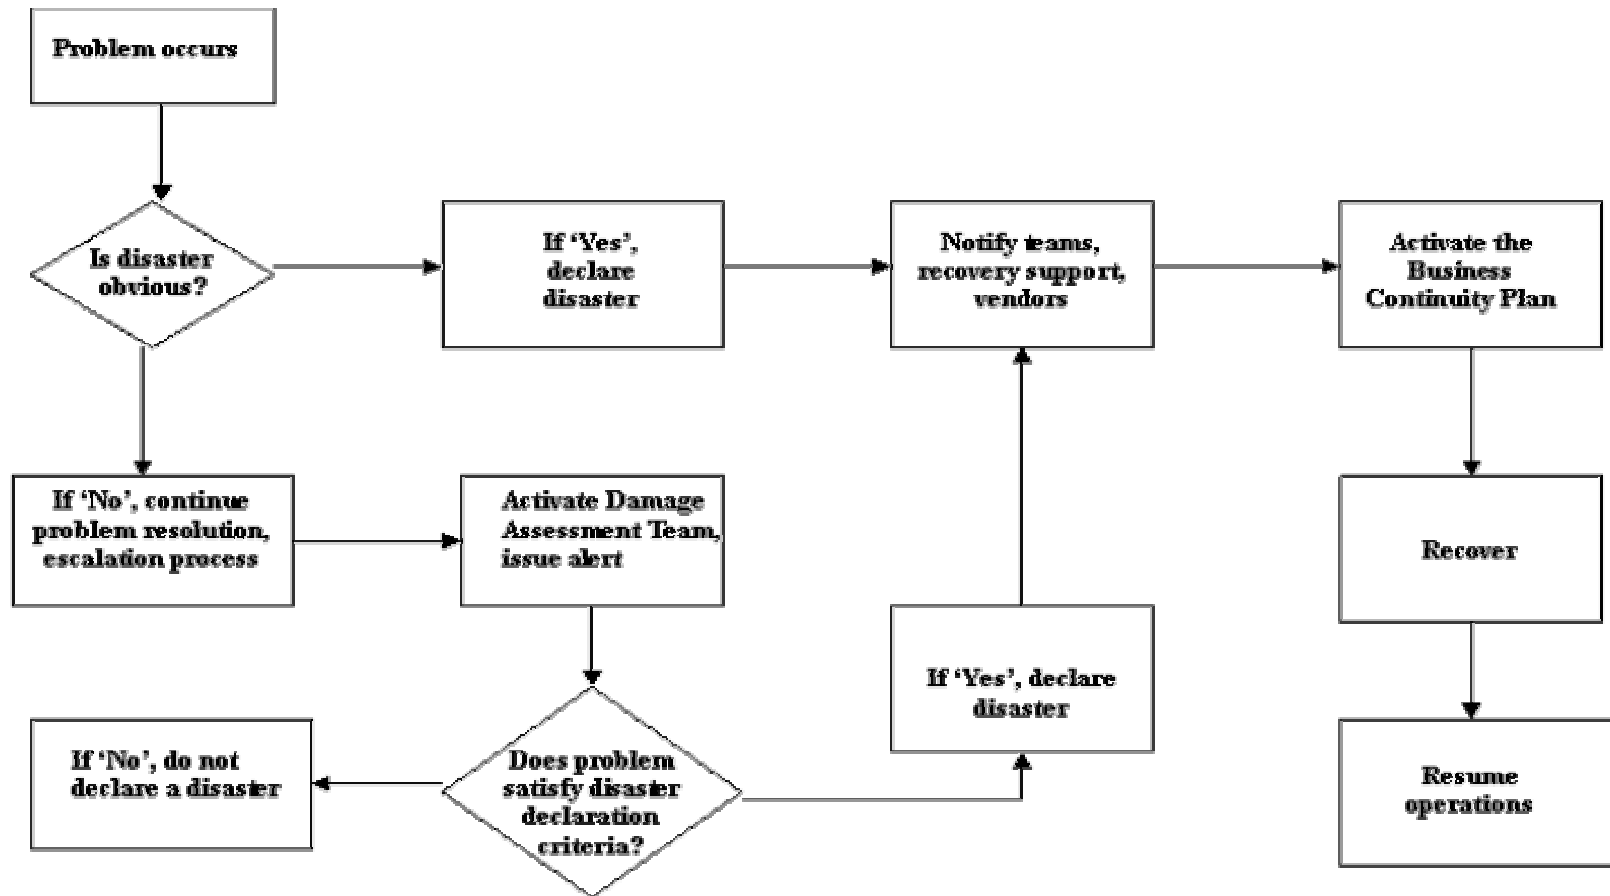 Problem occurs
Is disaster
obvious?
If ‘Yes’,
declare
disaster
Notify teams,
recovery support,
vendors
Activate the
Business
Continuity Plan
If ‘No’, continue
problem resolution,
escalation process
Activate Damage
Assessment Team,
issue alert
Recover
If ‘Yes’, declare
disaster
If ‘No’, do not
declare a disaster
Does problem
satisfy disaster
declaration
criteria?
Resume
operations